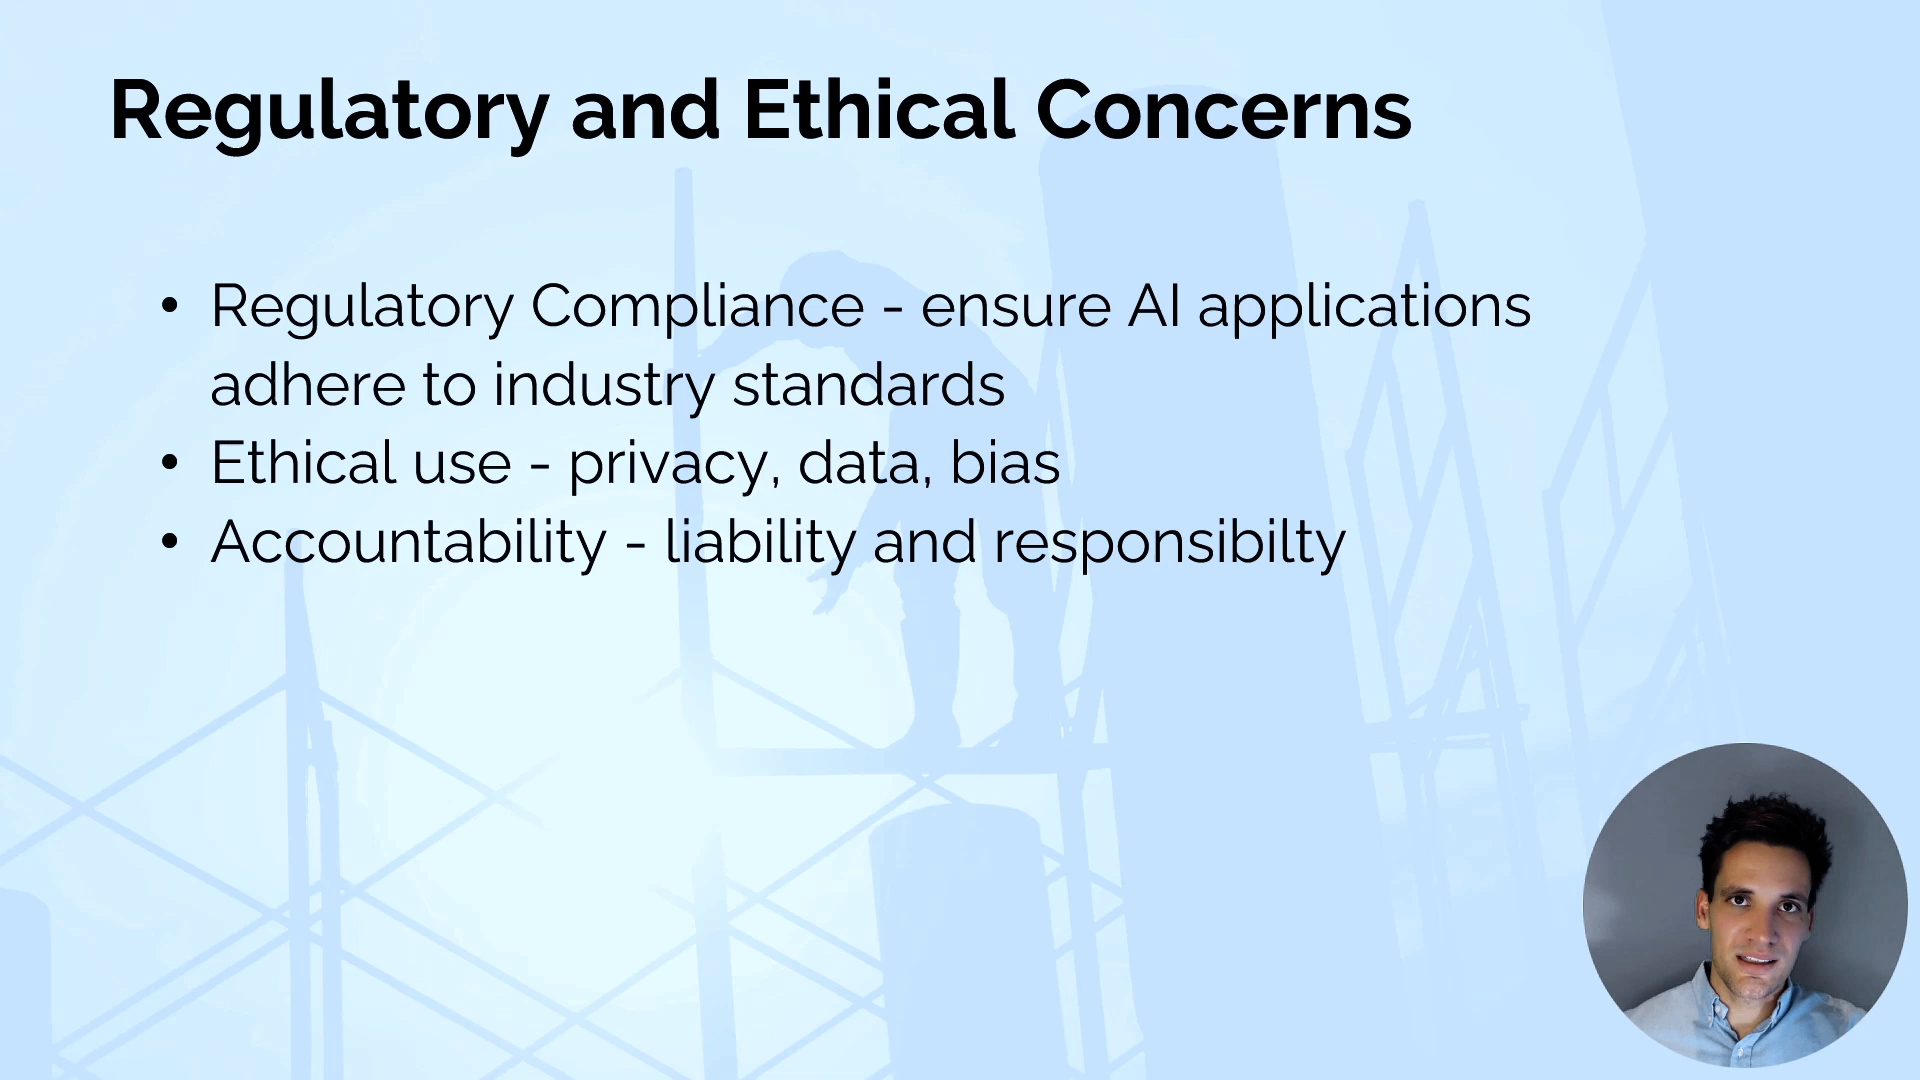 Regulatory and Ethical Concerns
• Regulatory Compliance - ensure AI applications
adhere to industry standards
• Ethical use - privacy, data, bias
• Accountability - liability and responsibilty